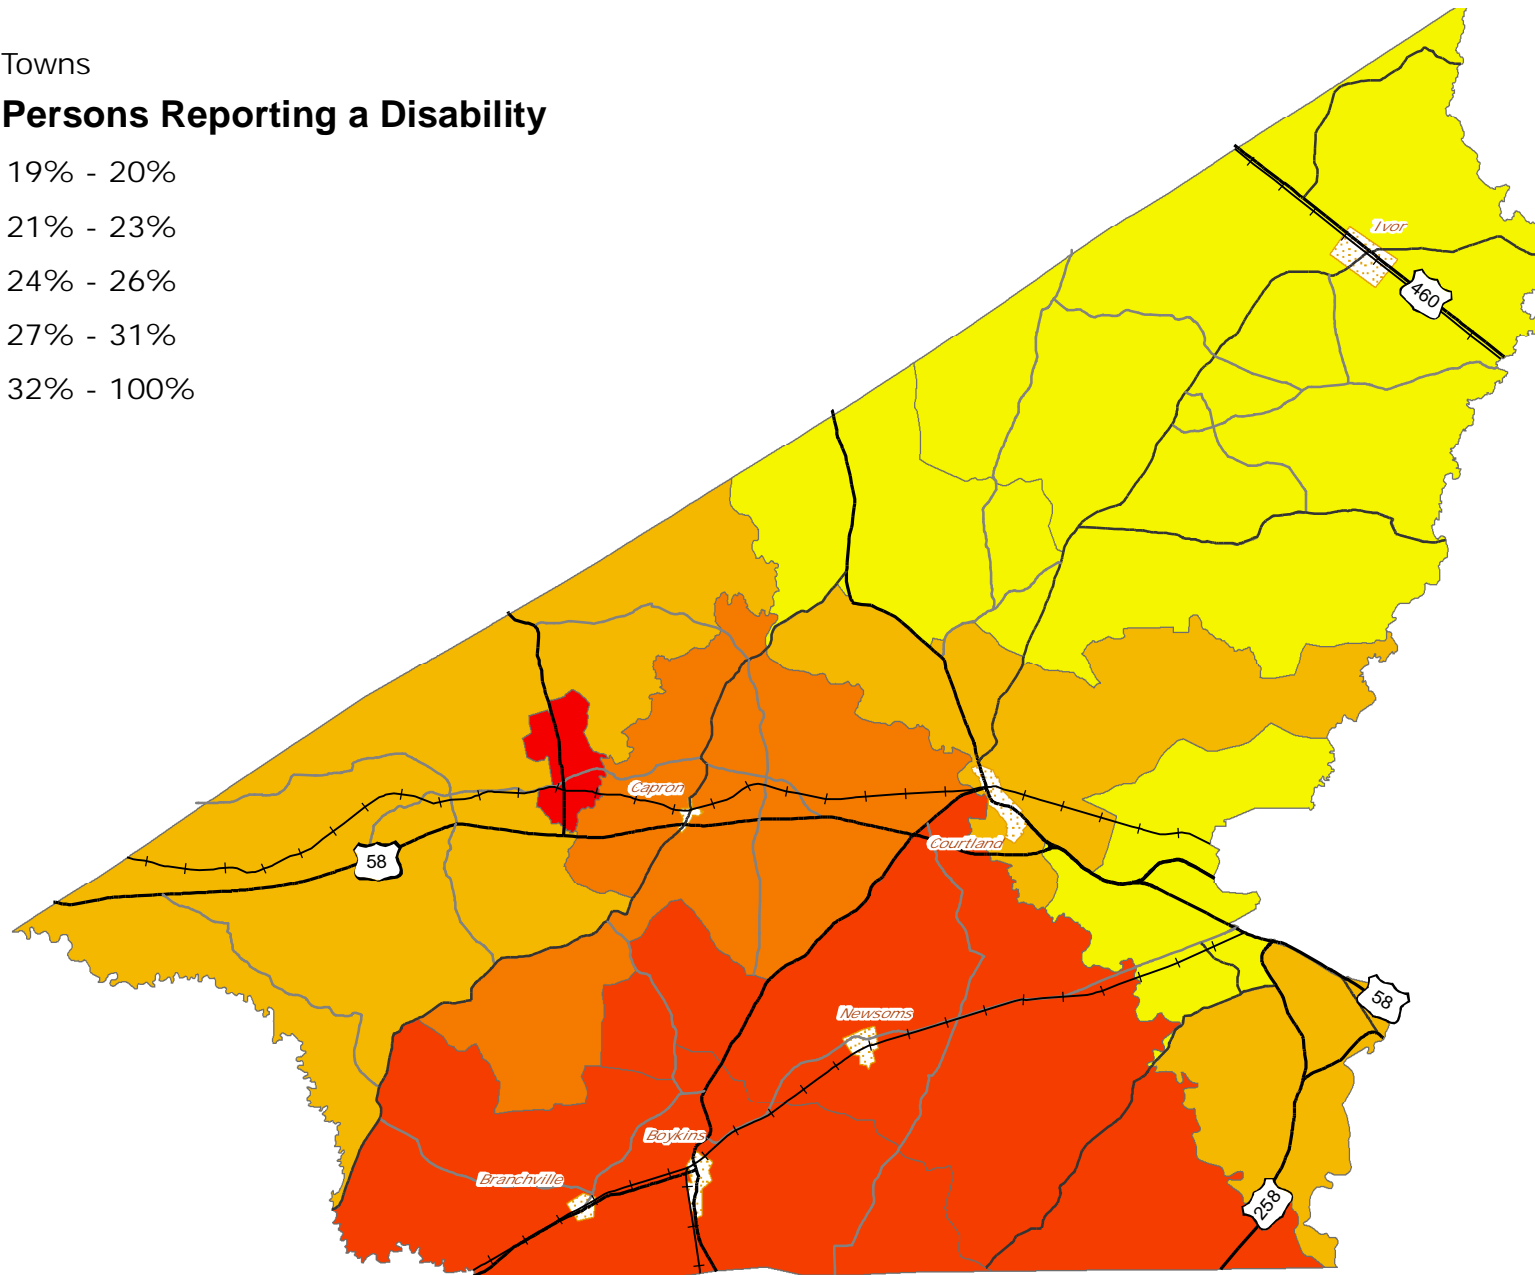 Towns
Persons Reporting a Disability
19% - 20%
21% - 23%
24% - 26%
27% - 31%
32% - 100%
Ivor
460
Capron
Courtland
58
58
Newsoms
Boykins
Branchville
258